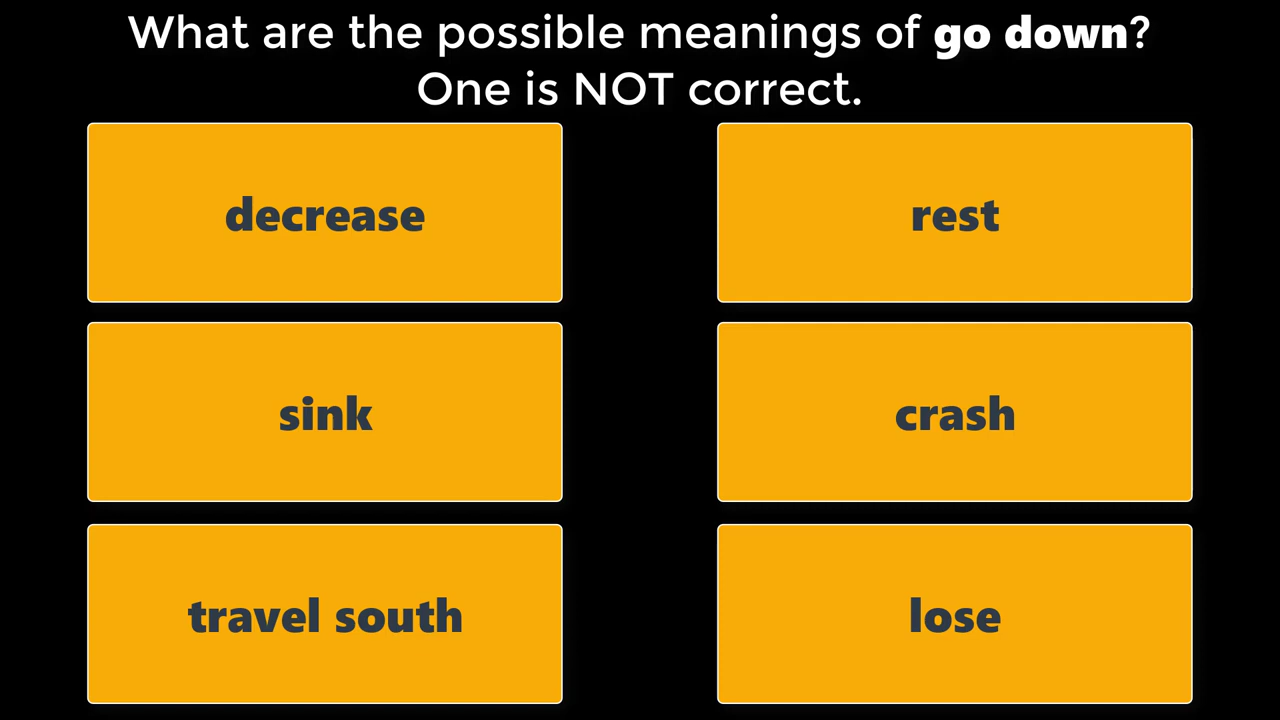 What are the possible meanings of go down?
One is NOT correct.
decrease
rest
sink
crash
travel south
lose